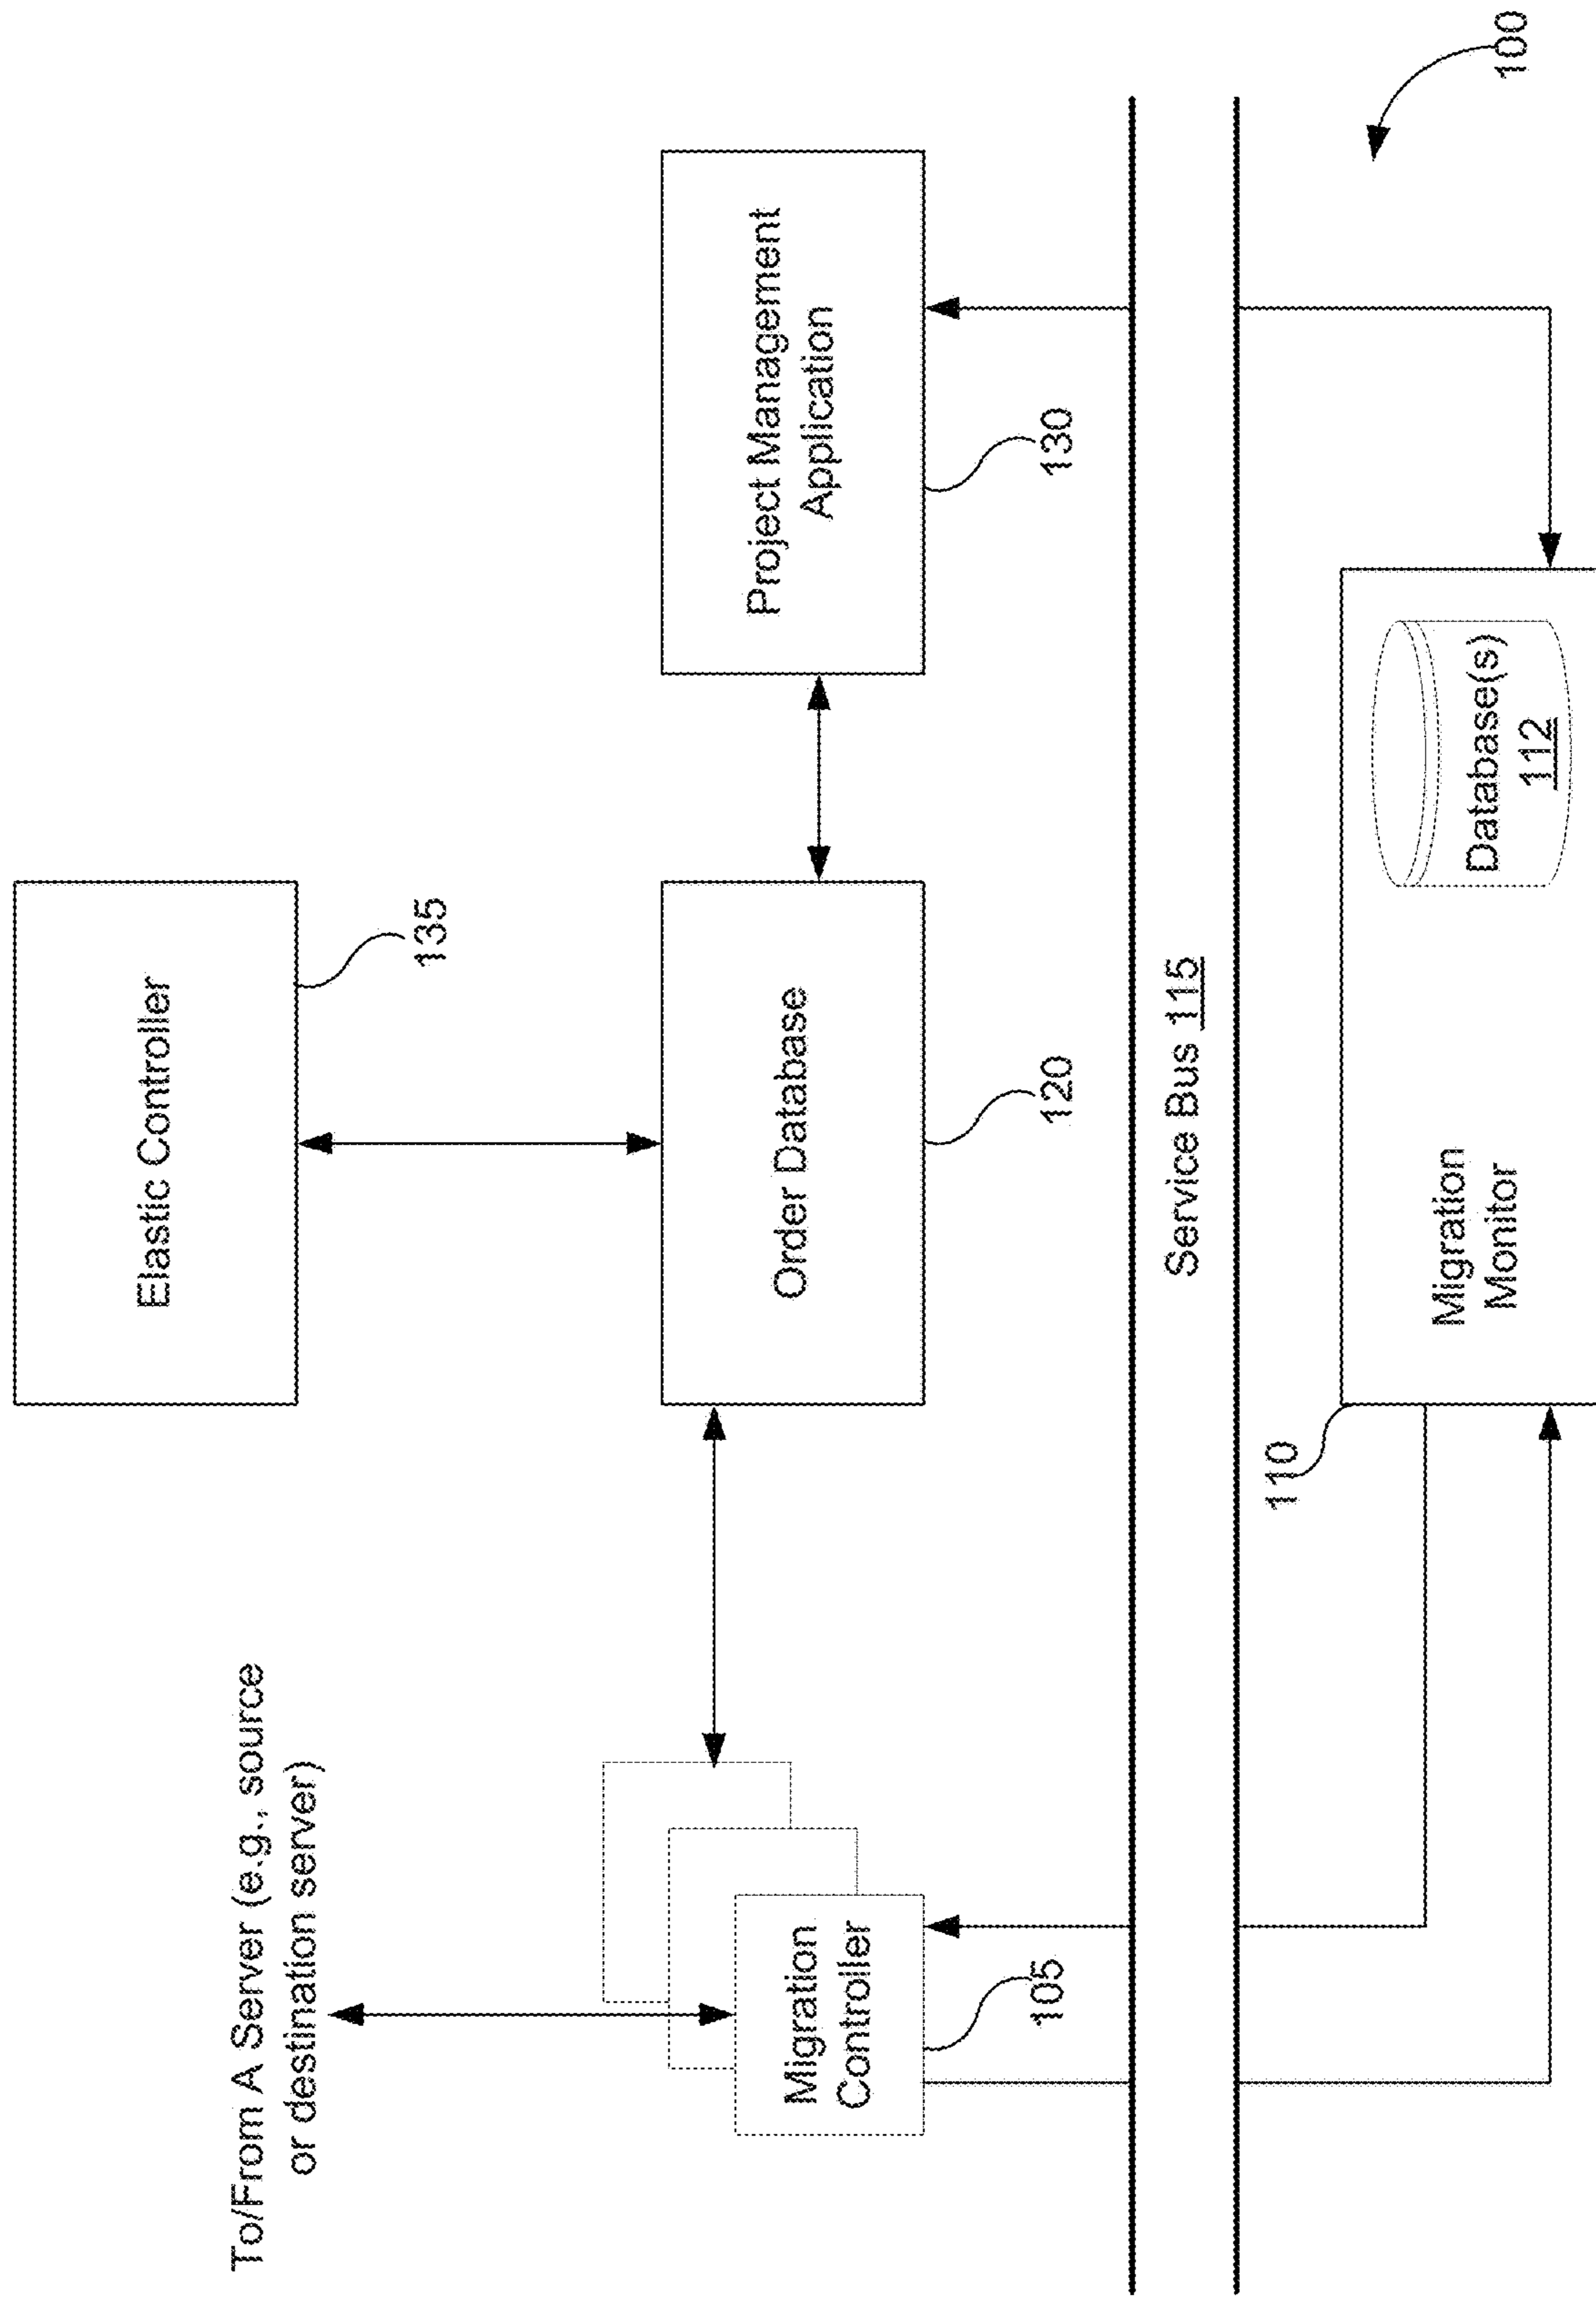 Elastic Controller
135
To/From A Server (e.g., source
or destination server)
Migration
Controller
105
Order Database
120
Project Management
Application
130
Service Bus 115
110
Migration
Monitor
Database(s)
112
100